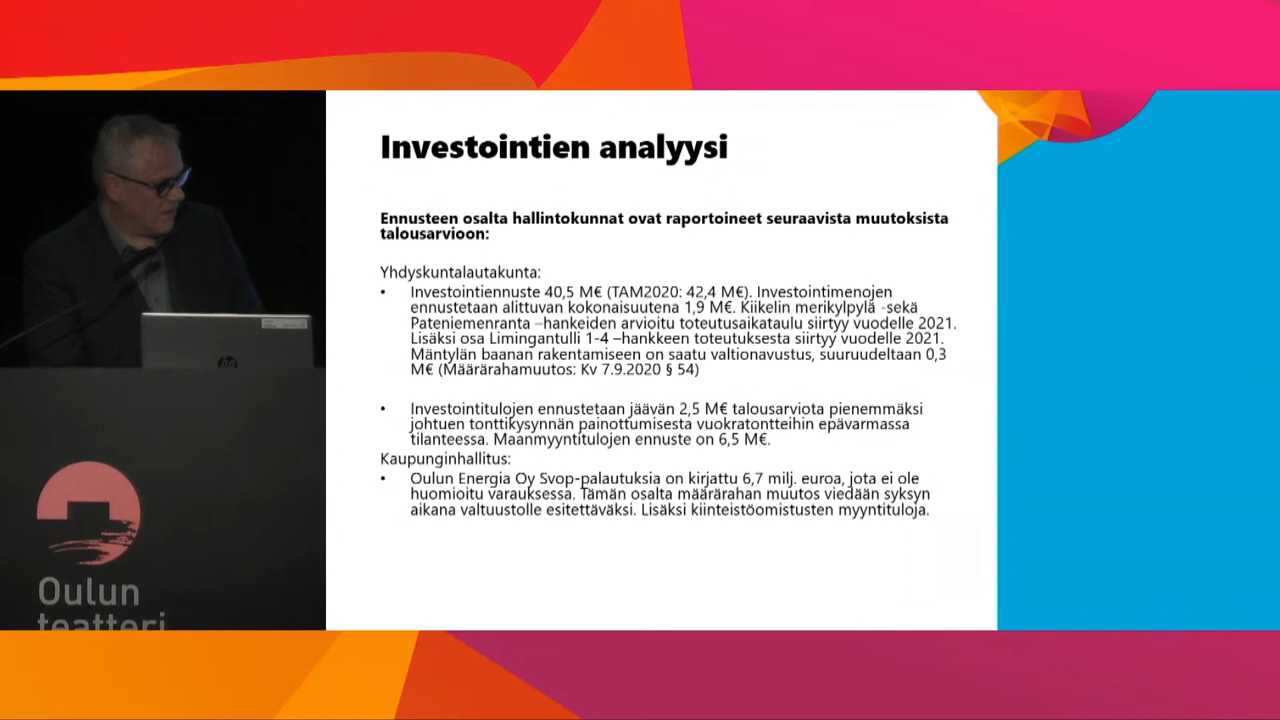 Investointien analyysi
Ennusteen osalta hallintokunnat ovat raportoineet seuraavista muutoksista
talousarvioon:
Yhdyskuntalautakunta:
• Investointiennuste 40,5 M€ (TAM2020: 42,4 M€). Investointimenojen
ennustetaan alittuvan kokonaisuutena 1,9 M€. Kiikelin merikylpylä -sekä
Pateniemenranta –hankeiden arvioitu toteutusaikataulu siirtyy vuodelle 2021.
Lisäksi osa Limingantulli 1-4 –hankkeen toteutuksesta siirtyy vuodelle 2021.
Mäntylän baanan rakentamiseen on saatu valtionavustus, suuruudeltaan 0,3
M€ (Määrärahamuutos: Kv 7.9.2020 § 54)
• Investointitulojen ennustetaan jäävän 2,5 M€ talousarviota pienemmäksi
johtuen tonttikysynnän painottumisesta vuokratontteihin epävarmassa
tilanteessa. Maanmyyntitulojen ennuste on 6,5 M€.
Kaupunginhallitus:
• Oulun Energia Oy Svop-palautuksia on kirjattu 6,7 milj. euroa, jota ei ole
huomioitu varauksessa. Tämän osalta määrärahan muutos viedään syksyn
aikana valtuustolle esitettäväksi. Lisäksi kiinteistöomistusten myyntituloja.
hp
Oulun
teatteri